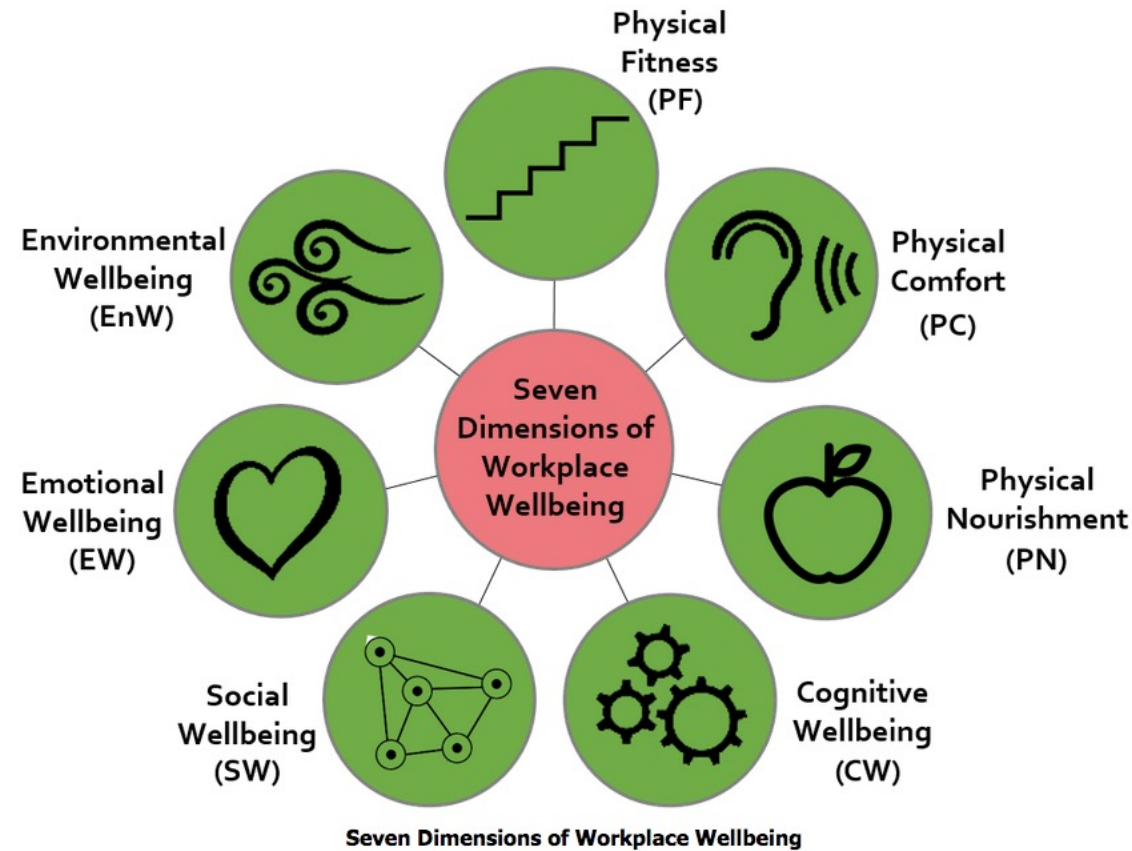 Physical
Fitness
(PF)
Physical
Comfort
(PC)
Physical
Nourishment
(PN)
Cognitive
Wellbeing
(CW)
Social
Wellbeing
(SW)
Emotional
Wellbeing
(EW)
Environmental
Wellbeing
(EnW)
Seven
Dimensions of
Workplace
Wellbeing
Seven Dimensions of Workplace Wellbeing